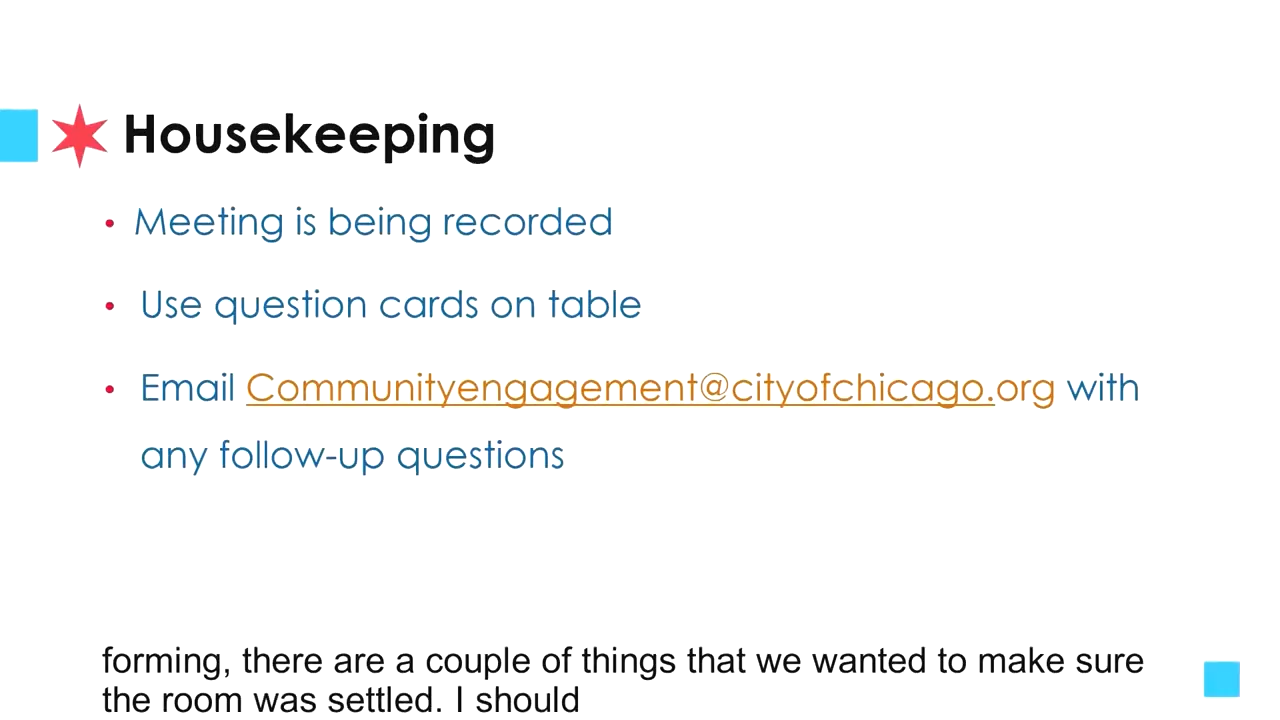 Housekeeping
• Meeting is being recorded
• Use question cards on table
• Email Communityengagement@cityofchicago.org with
any follow-up questions
forming, there are a couple of things that we wanted to make sure
the room was settled. I should